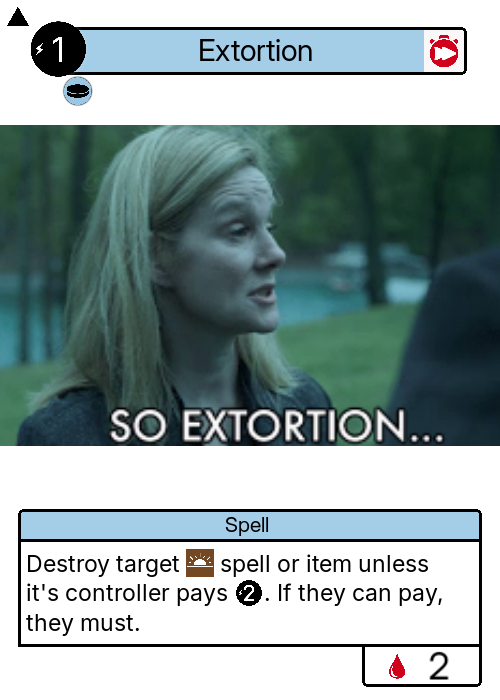 1 Extortion
SO EXTORTION...
Spell
Destroy target spell or item unless
it's controller pays 2. If they can pay,
they must.
2